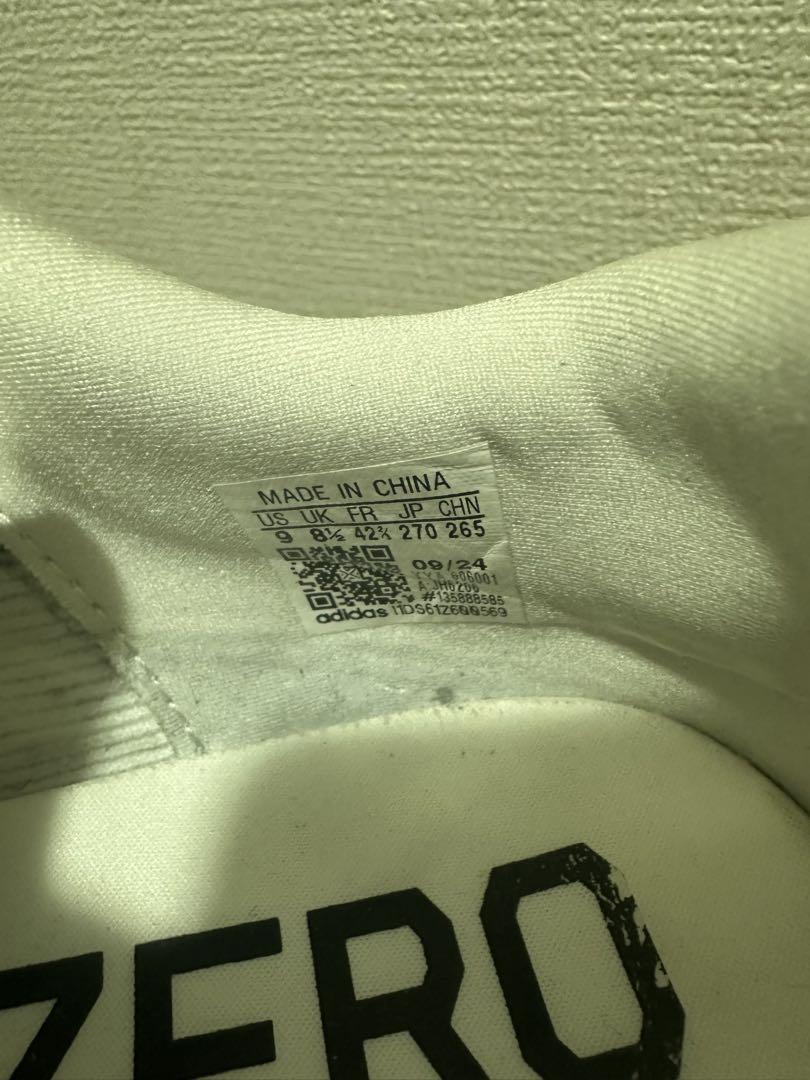 MADE IN CHINA
US UK FR JP CHN
9 8½ 42⅔ 270 265
09/24
#135888585
adidas 11DS61Z600569
ZERO